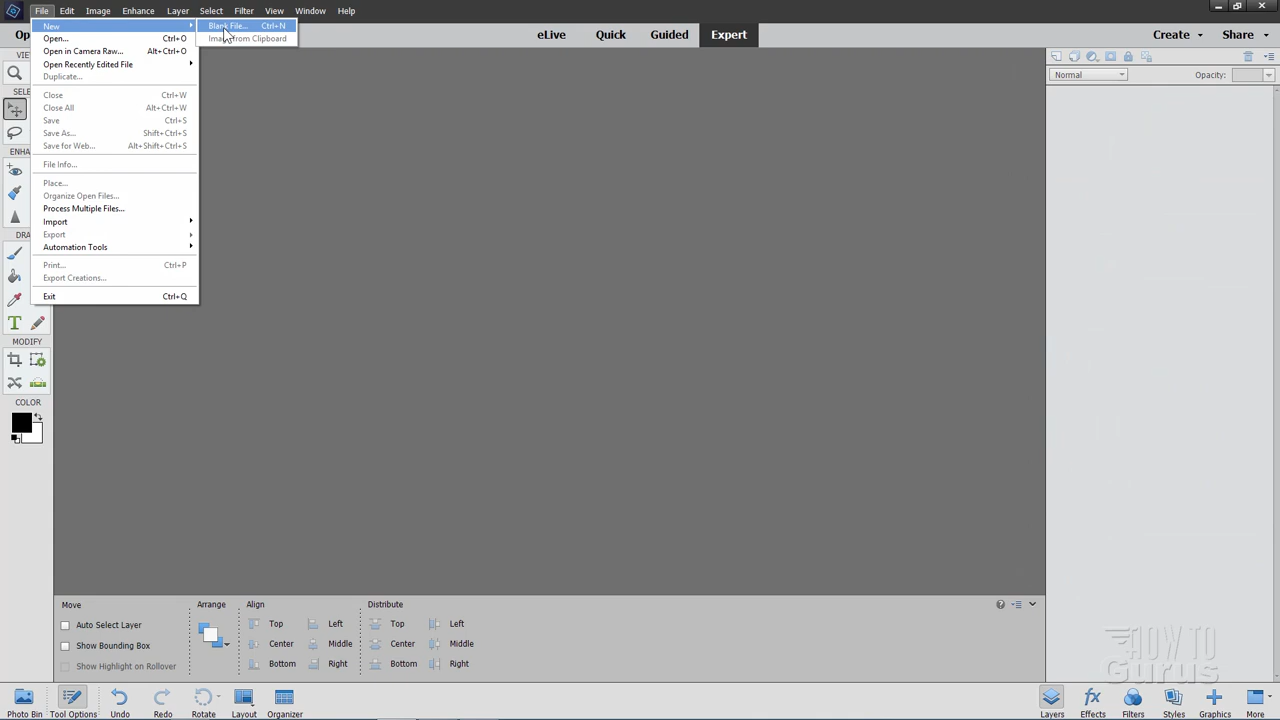 File Edit Image Enhance Layer Select Filter View Window Help
New
Blank File... Ctrl+N
Open... Ctrl+O
Image from Clipboard
eLive Quick Guided Expert Create Share
Open in Camera Raw... Alt+Ctrl+O
Open Recently Edited File
Duplicate...
Normal Opacity:
Close Ctrl+W
Close All Alt+Ctrl+W
Save Ctrl+S
Save As... Shift+Ctrl+S
Save for Web... Alt+Shift+Ctrl+S
File Info...
Place...
Organize Open Files...
Process Multiple Files...
Import
Export
Automation Tools
Print... Ctrl+P
Export Creations...
Exit Ctrl+Q
MODIFY
COLOR
Move Arrange Align Distribute
Auto Select Layer Top Left Top Left
Show Bounding Box Center Middle Center Middle
Show Highlight on Rollover Bottom Right Bottom Right
HOW TO
Gurus
Photo Bin Tool Options Undo Redo Rotate Layout Organizer Layers Effects Filters Styles Graphics More